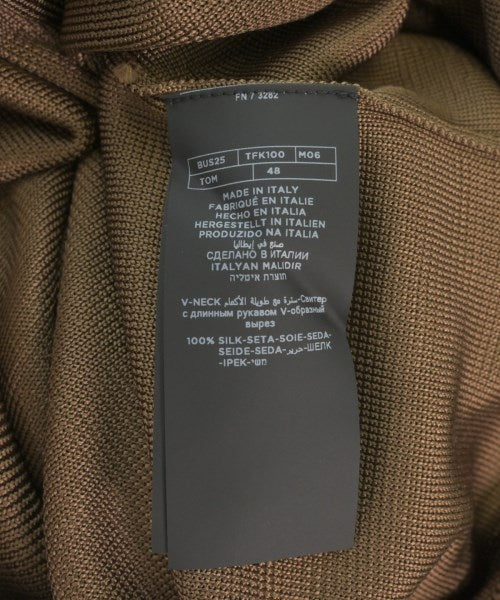 FN / 3282
BUS25 TFK100 M06
TOM 48
MADE IN ITALY
FABRIQUÉ EN ITALIE
HECHO EN ITALIA
HERGESTELLT IN ITALIEN
PRODUZIDO NA ITALIA
صنع في إيطاليا
СДЕЛАНО В ИТАЛИИ
ITALYAN MALIDIR
תוצרת איטליה
V-NECK سترة مع طويلة الأكمام-Свитер
с длинным рукавом V-образный
вырез
100% SILK-SETA-SOIE-SEDA-
SEIDE-SEDA-حرير-ШЕЛК
-IPEK-משי